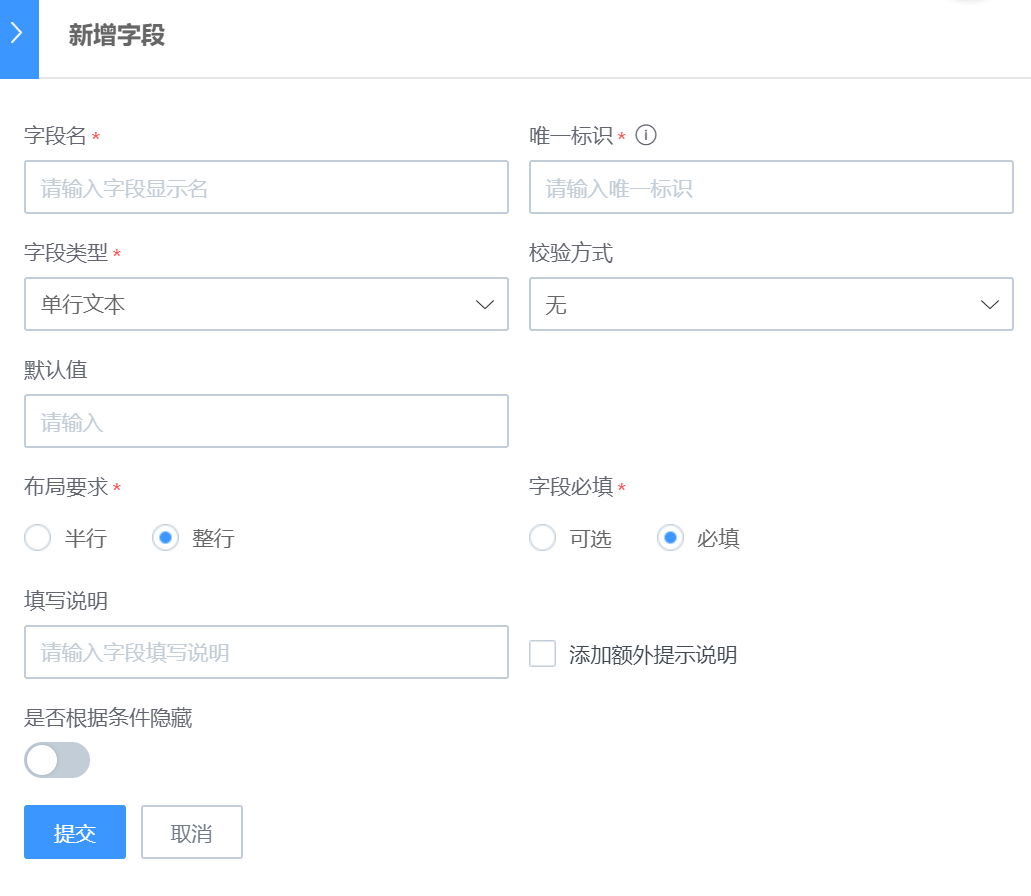 新增字段
字段名 *
唯一标识 *
请输入字段显示名
请输入唯一标识
字段类型 *
校验方式
单行文本
无
默认值
请输入
布局要求 *
字段必填 *
半行
整行
可选
必填
填写说明
请输入字段填写说明
添加额外提示说明
是否根据条件隐藏
提交
取消